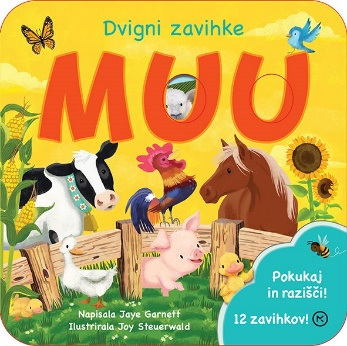 Dvigni zavihke
MUU
Napisala Jaye Garnett
Ilustrirala Joy Steuerwald
Pokukaj
in razišči!
12 zavihkov!